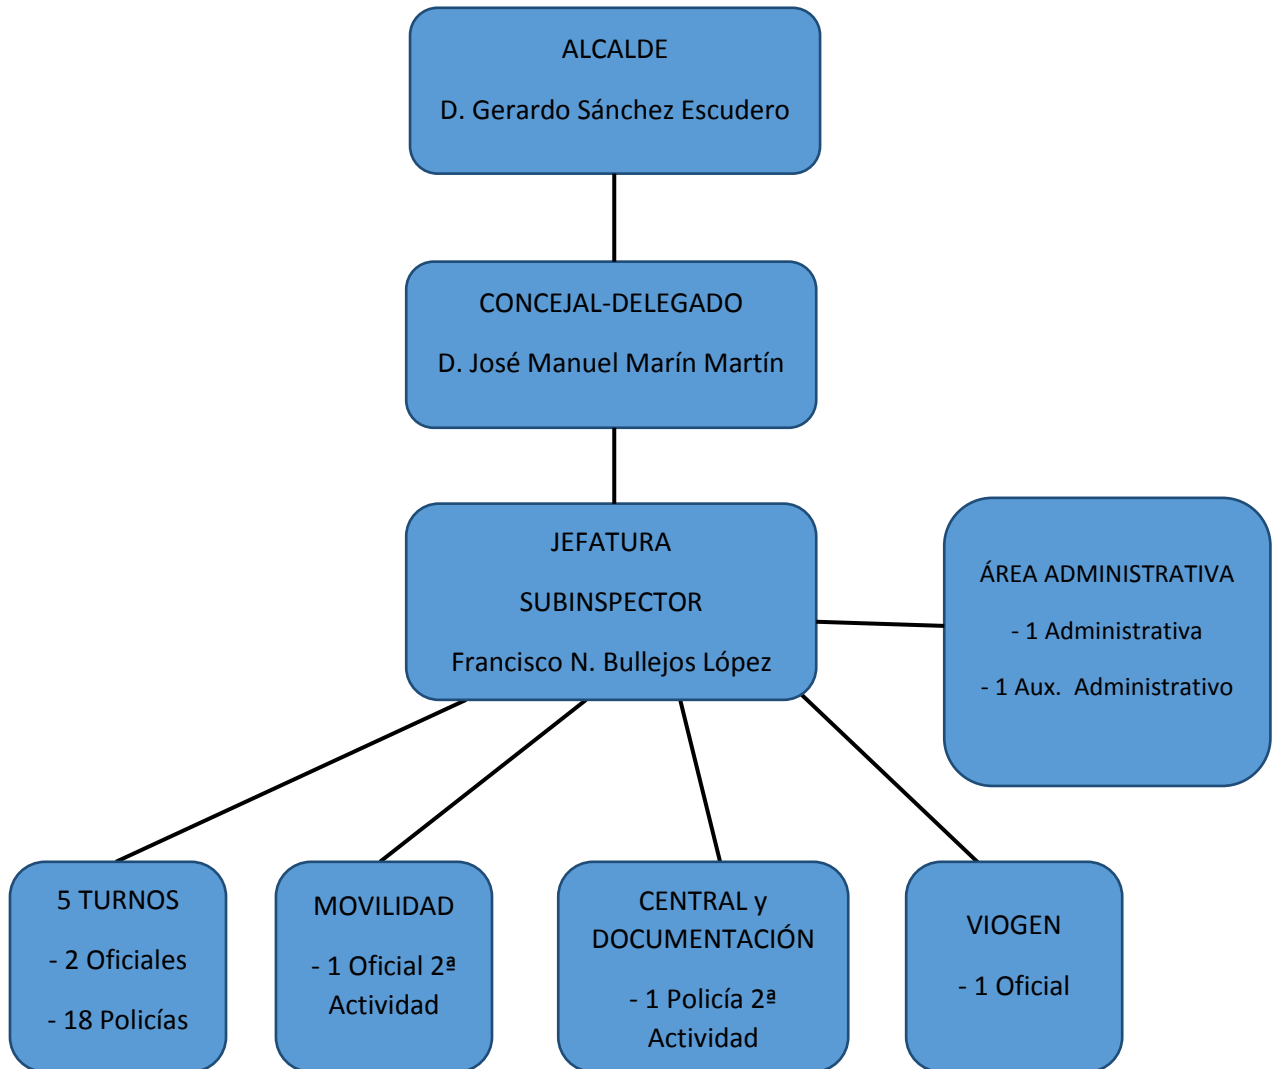 ALCALDE
D. Gerardo Sánchez Escudero
CONCEJAL-DELEGADO
D. José Manuel Marín Martín
JEFATURA
SUBINSPECTOR
Francisco N. Bullejos López
ÁREA ADMINISTRATIVA
- 1 Administrativa
- 1 Aux. Administrativo
5 TURNOS
- 2 Oficiales
- 18 Policías
MOVILIDAD
- 1 Oficial 2ª
Actividad
CENTRAL y
DOCUMENTACIÓN
- 1 Policía 2ª
Actividad
VIOGEN
- 1 Oficial